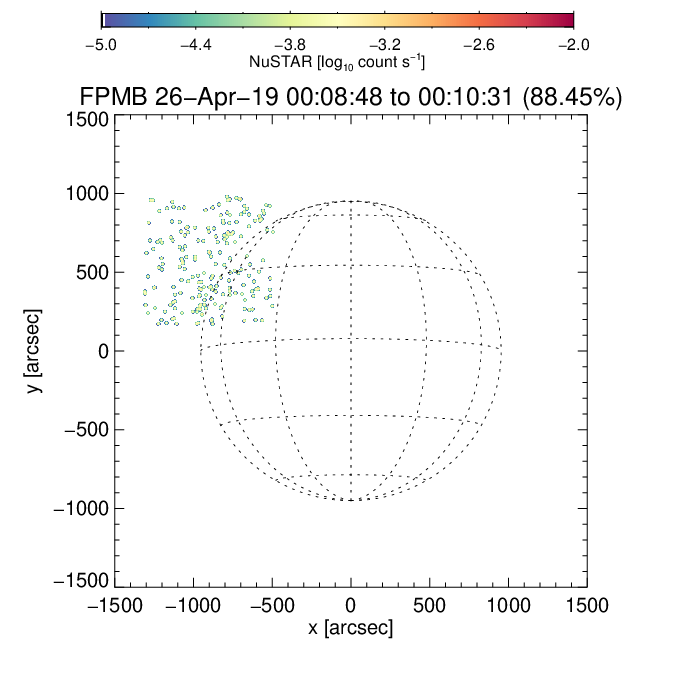 −5.0 −4.4 −3.8 −3.2 −2.6 −2.0
NuSTAR [log₁₀ count s⁻¹]
FPMB 26−Apr−19 00:08:48 to 00:10:31 (88.45%)
1500
1000
500
0
−500
−1000
−1500
y [arcsec]
−1500 −1000 −500 0 500 1000 1500
x [arcsec]